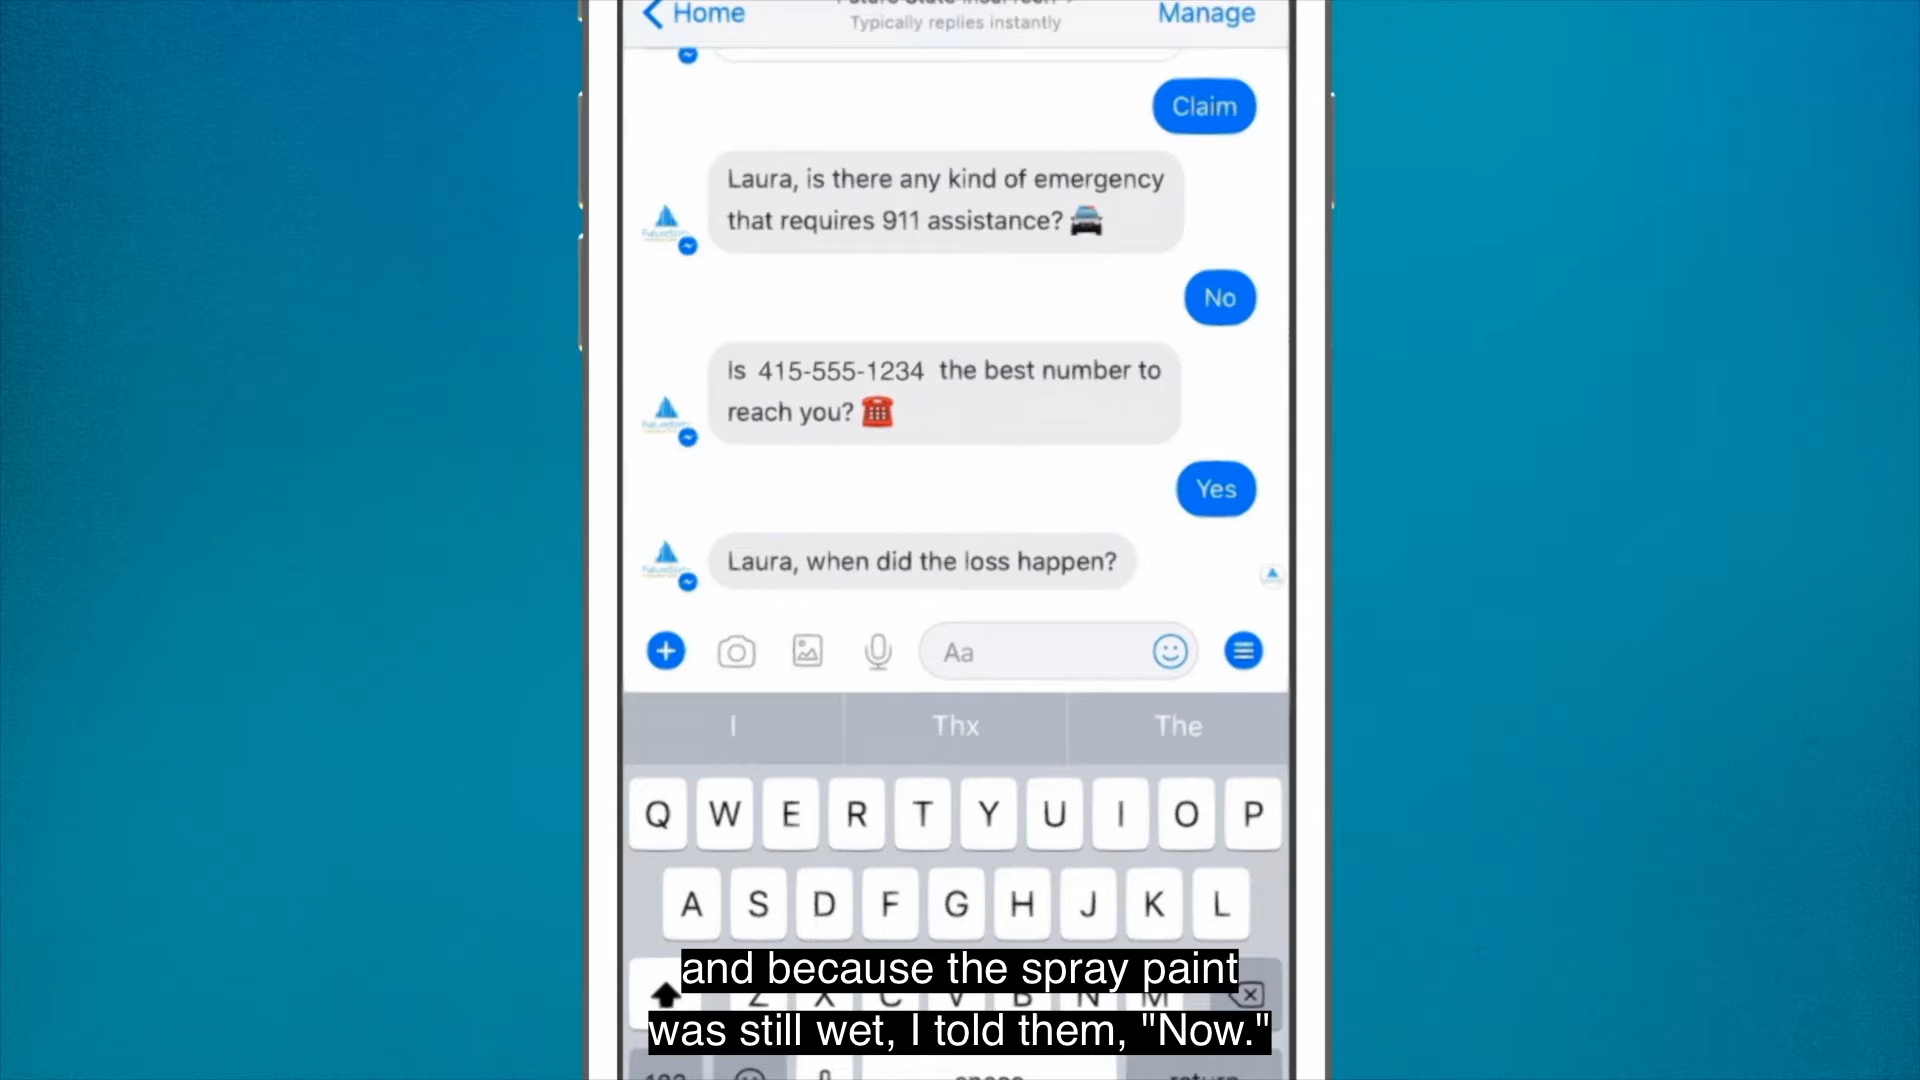 Home
Manage
Typically replies instantly
Claim
Laura, is there any kind of emergency
that requires 911 assistance?
No
Is 415-555-1234 the best number to
reach you?
Yes
Laura, when did the loss happen?
Aa
I Thx The
Q W E R T Y U I O P
A S D F G H J K L
Z X C V B N M
and because the spray paint
was still wet, I told them, "Now."
space return